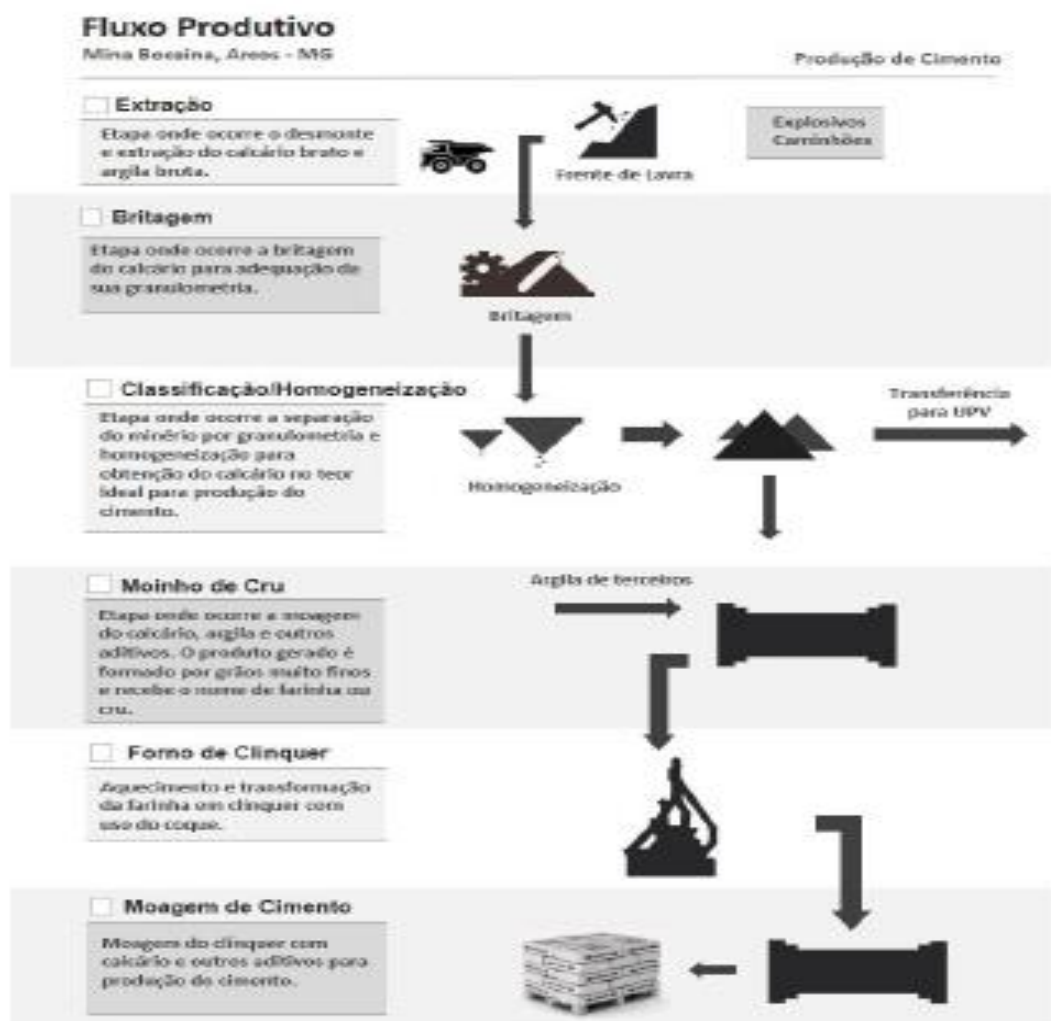 Fluxo Produtivo
Mina Bocaina, Arcos - MG
Produção de Cimento
Extração
Etapa onde ocorre o desmonte
e extração do calcário bruto e
argila bruta.
Frente de Lavra
Explosivos
Caminhões
Britagem
Etapa onde ocorre a britagem
do calcário para adequação de
sua granulometria.
Britagem
Classificação/Homogeneização
Etapa onde ocorre a separação
do minério por granulometria e
homogeneização para
obtenção do calcário no teor
ideal para produção do
cimento.
Homogeneização
Transferência
para UPV
Moinho de Cru
Etapa onde ocorre a moagem
do calcário, argila e outros
aditivos. O produto gerado é
formado por grãos muito finos
e recebe o nome de farinha ou
cru.
Argila de terceiros
Forno de Clinquer
Aquecimento e transformação
da farinha em clinquer com
uso do coque.
Moagem de Cimento
Moagem do clinquer com
calcário e outros aditivos para
produção do cimento.